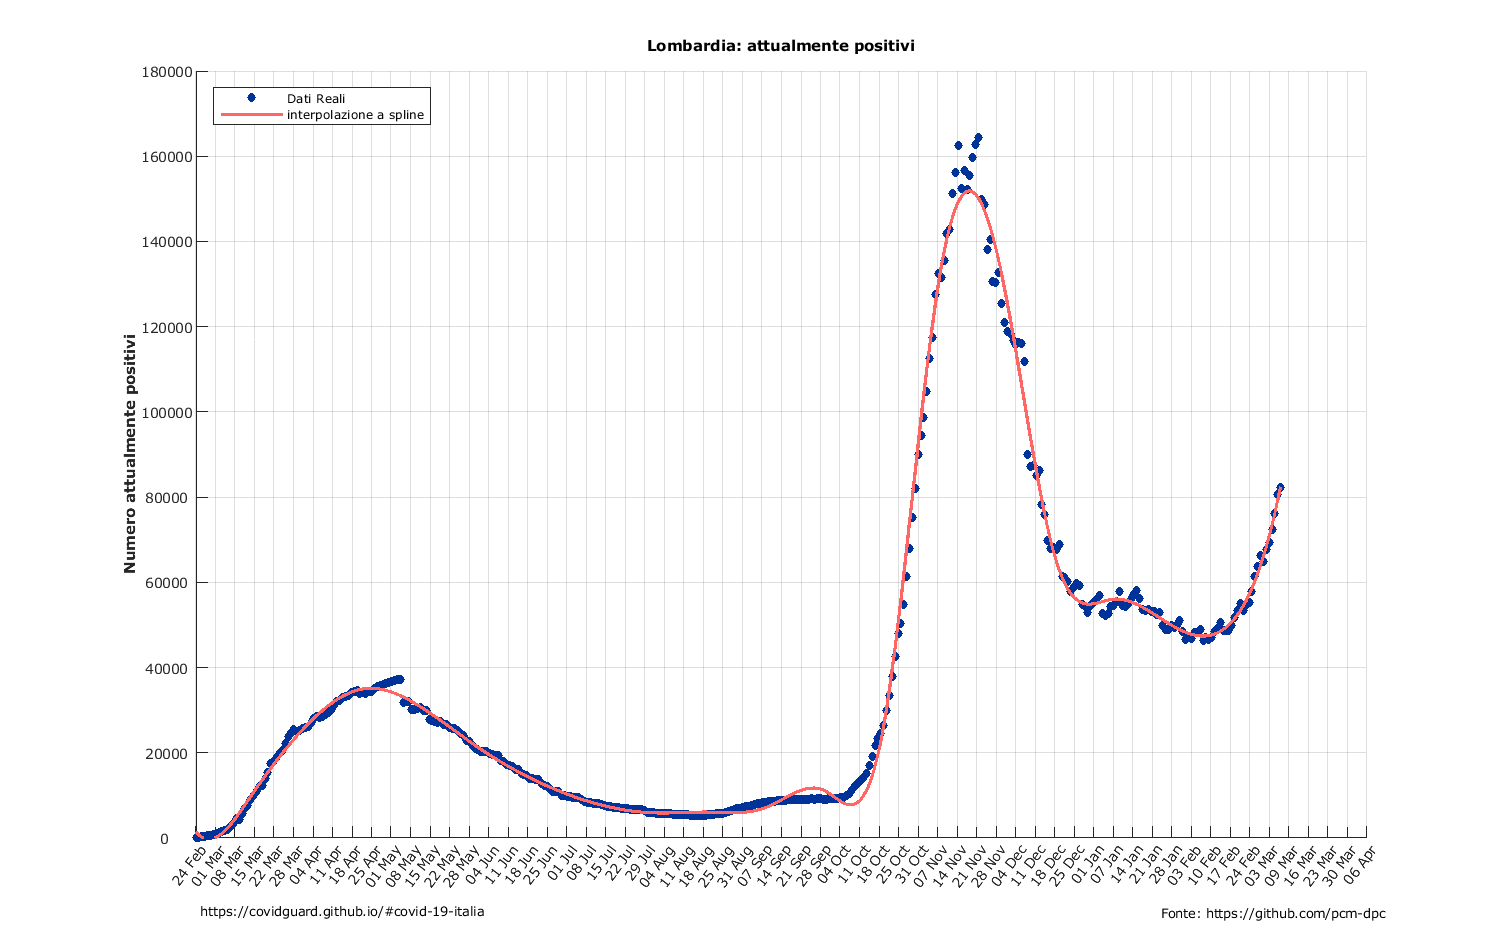 Lombardia: attualmente positivi
180000
160000
140000
120000
100000
80000
60000
40000
20000
0
Numero attualmente positivi
Dati Reali
interpolazione a spline
24 Feb
01 Mar
08 Mar
15 Mar
22 Mar
28 Mar
04 Apr
11 Apr
18 Apr
25 Apr
01 May
08 May
15 May
22 May
28 May
04 Jun
11 Jun
18 Jun
25 Jun
01 Jul
08 Jul
15 Jul
22 Jul
29 Jul
04 Aug
11 Aug
18 Aug
25 Aug
31 Aug
07 Sep
14 Sep
21 Sep
28 Sep
04 Oct
11 Oct
18 Oct
25 Oct
31 Oct
07 Nov
14 Nov
21 Nov
28 Nov
04 Dec
11 Dec
18 Dec
25 Dec
01 Jan
07 Jan
14 Jan
21 Jan
28 Jan
03 Feb
10 Feb
17 Feb
24 Feb
03 Mar
09 Mar
16 Mar
23 Mar
30 Mar
06 Apr
https://covidguard.github.io/#covid-19-italia
Fonte: https://github.com/pcm-dpc